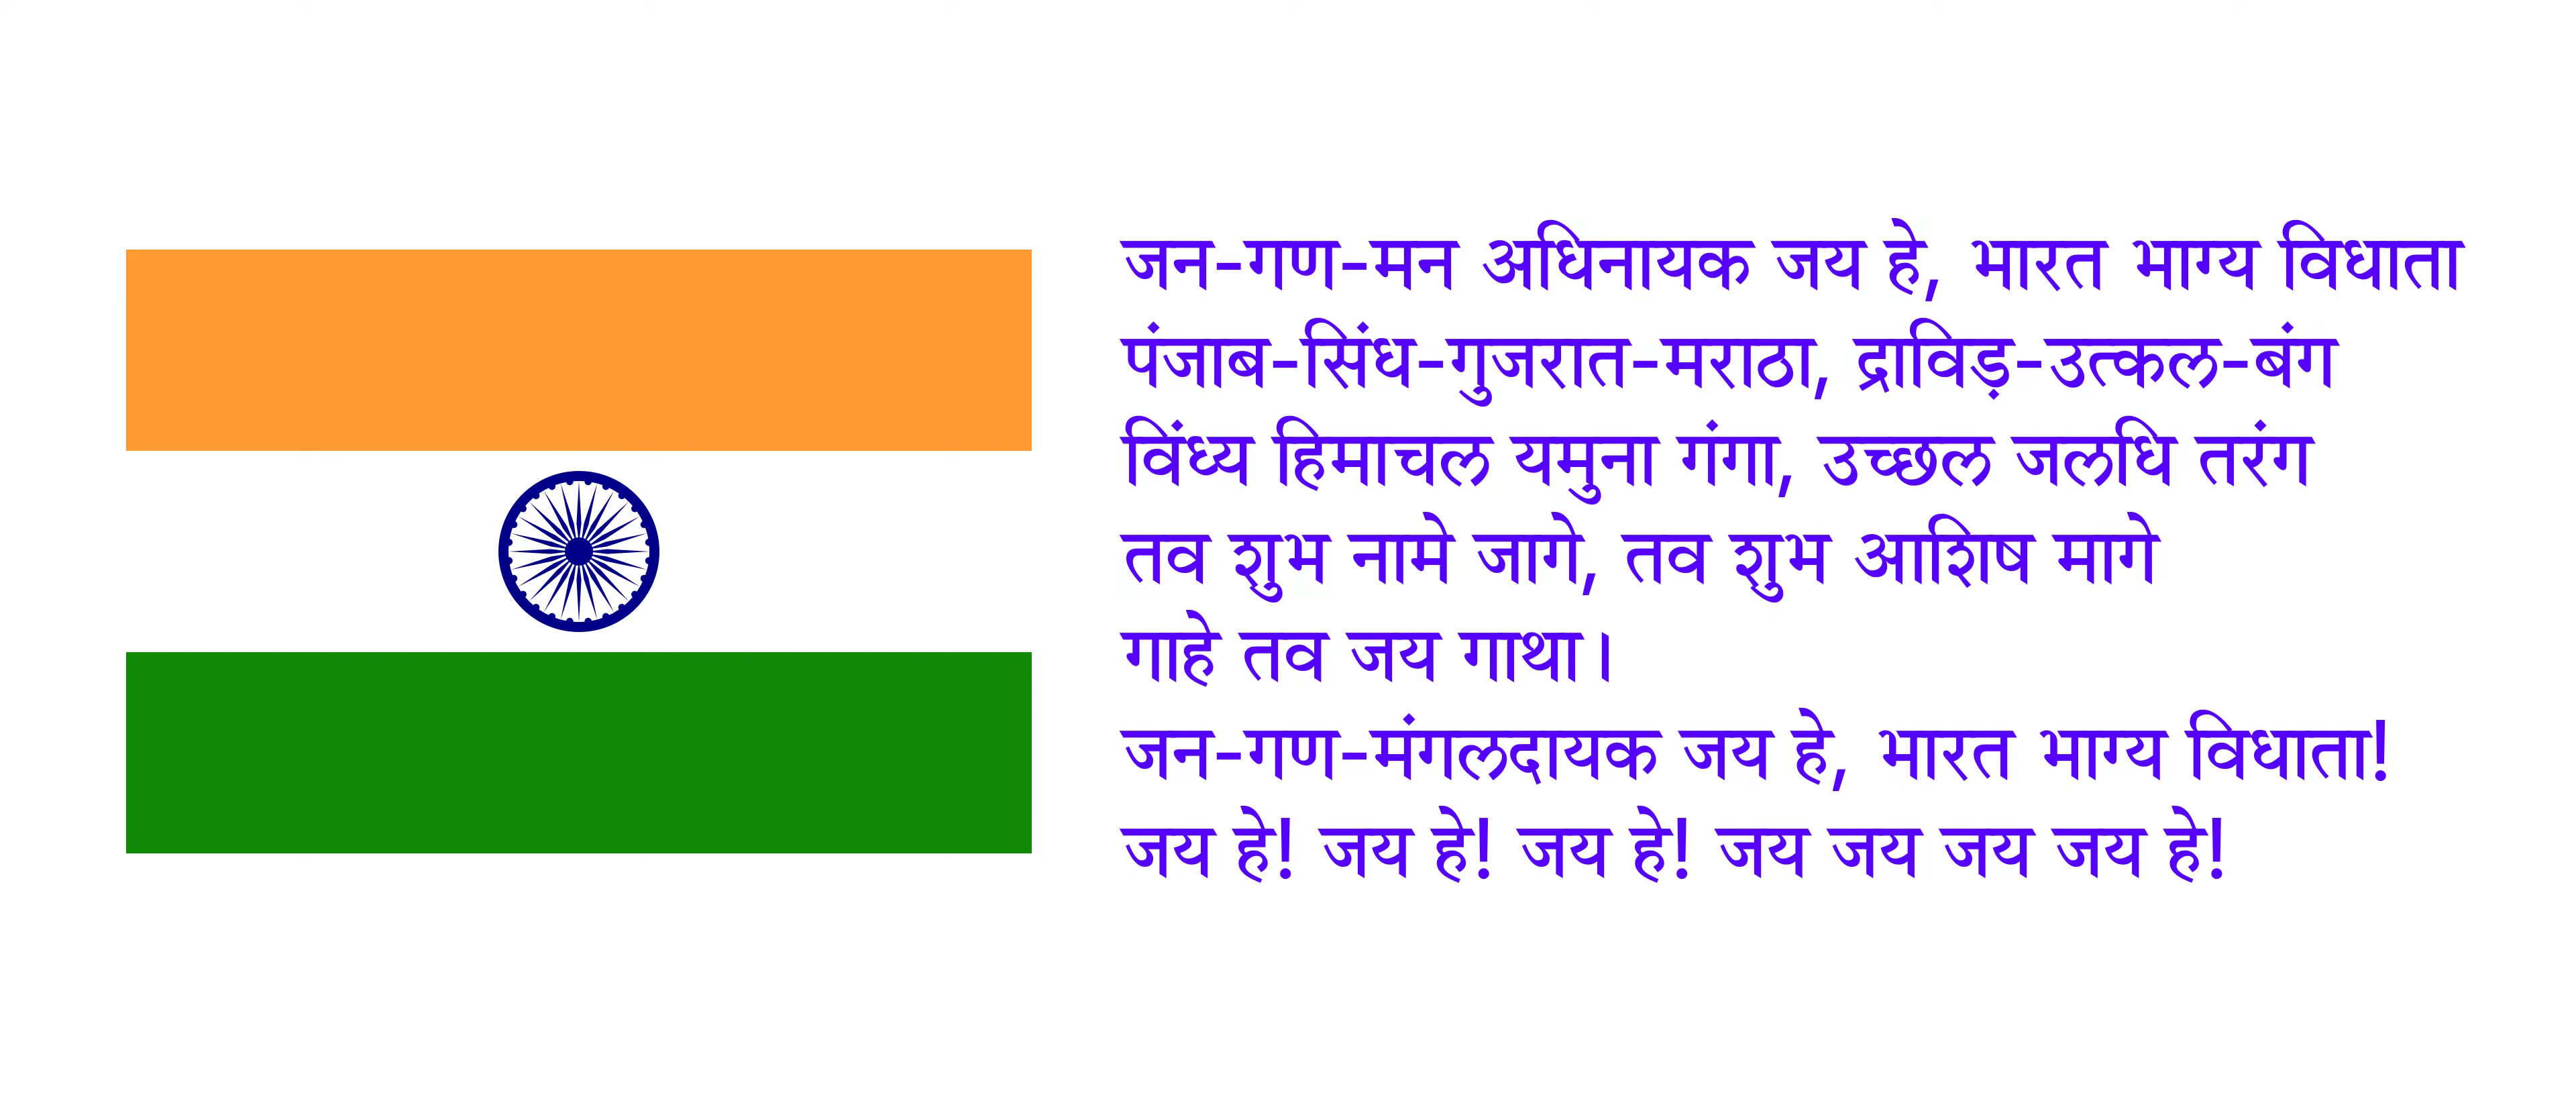 जन-गण-मन अधिनायक जय हे, भारत भाग्य विधाता
पंजाब-सिंध-गुजरात-मराठा, द्राविड़-उत्कल-बंग
विंध्य हिमाचल यमुना गंगा, उच्छल जलधि तरंग
तव शुभ नामे जागे, तव शुभ आशिष मागे
गाहे तव जय गाथा।
जन-गण-मंगलदायक जय हे, भारत भाग्य विधाता!
जय हे! जय हे! जय हे! जय जय जय जय हे!